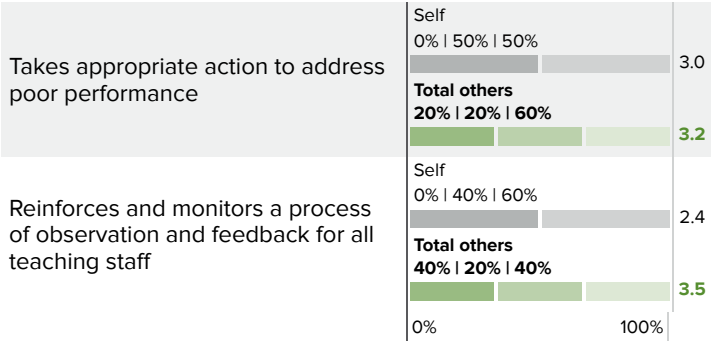 Takes appropriate action to address
poor performance
Self
0% | 50% | 50%
3.0
Total others
20% | 20% | 60%
3.2
Reinforces and monitors a process
of observation and feedback for all
teaching staff
Self
0% | 40% | 60%
2.4
Total others
40% | 20% | 40%
3.5
0% 100%